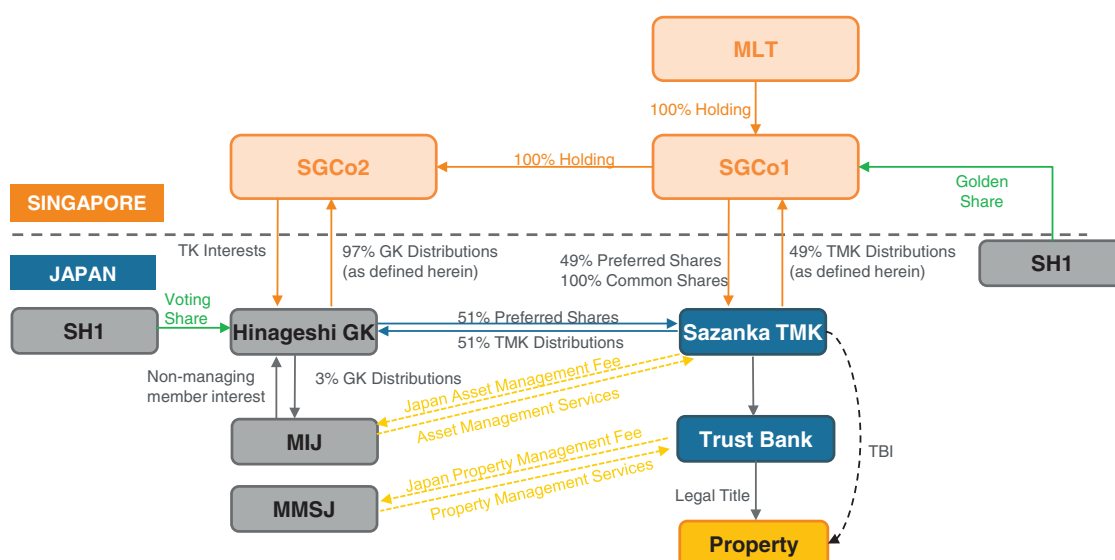 MLT
100% Holding
SGCo2
100% Holding
SGCo1
Golden
Share
SINGAPORE
TK Interests
97% GK Distributions
(as defined herein)
49% Preferred Shares
100% Common Shares
49% TMK Distributions
(as defined herein)
SH1
JAPAN
SH1
Voting
Share
Hinageshi GK
51% Preferred Shares
51% TMK Distributions
Sazanka TMK
Non-managing
member interest
3% GK Distributions
Japan Asset Management Fee
Asset Management Services
MIJ
Trust Bank
TBI
Japan Property Management Fee
Property Management Services
MMSJ
Legal Title
Property